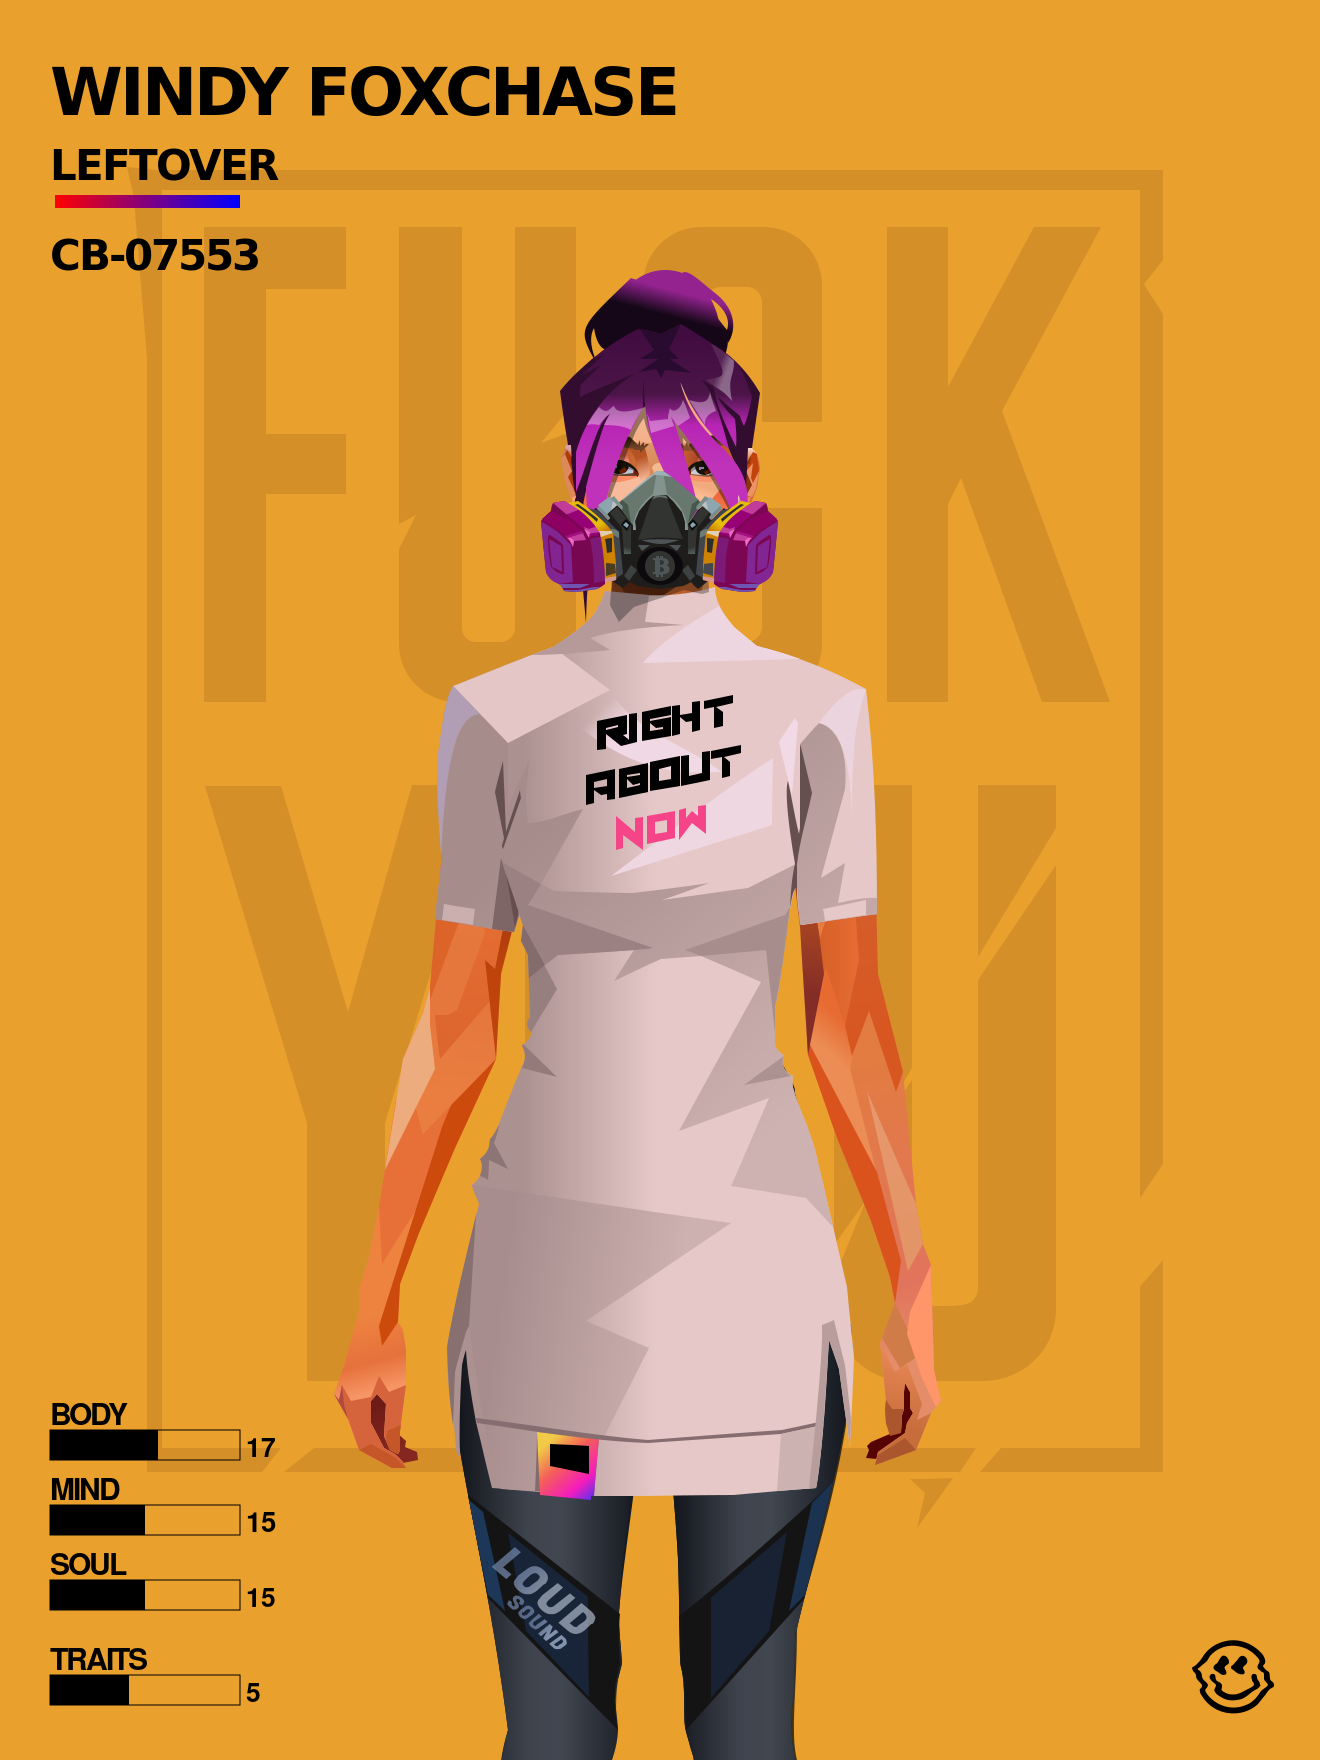 WINDY FOXCHASE
LEFTOVER
CB-07553
FUCK
YOU
RIGHT
ABOUT
NOW
BODY
17
MIND
15
SOUL
15
TRAITS
5
LOUD
SOUND